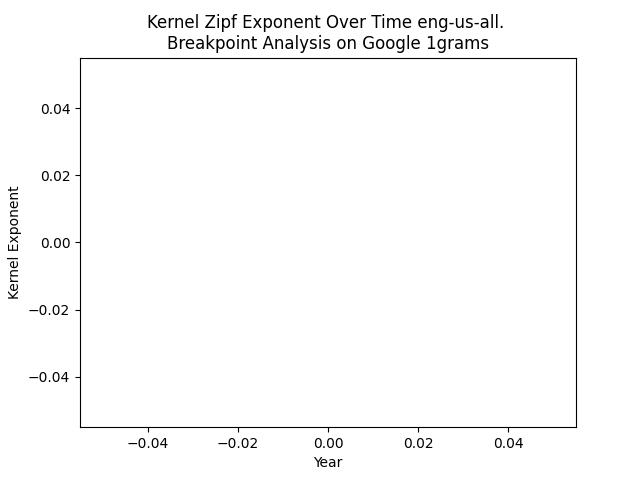 Kernel Zipf Exponent Over Time eng-us-all.
Breakpoint Analysis on Google 1grams
Kernel Exponent
0.04
0.02
0.00
−0.02
−0.04
−0.04 −0.02 0.00 0.02 0.04
Year